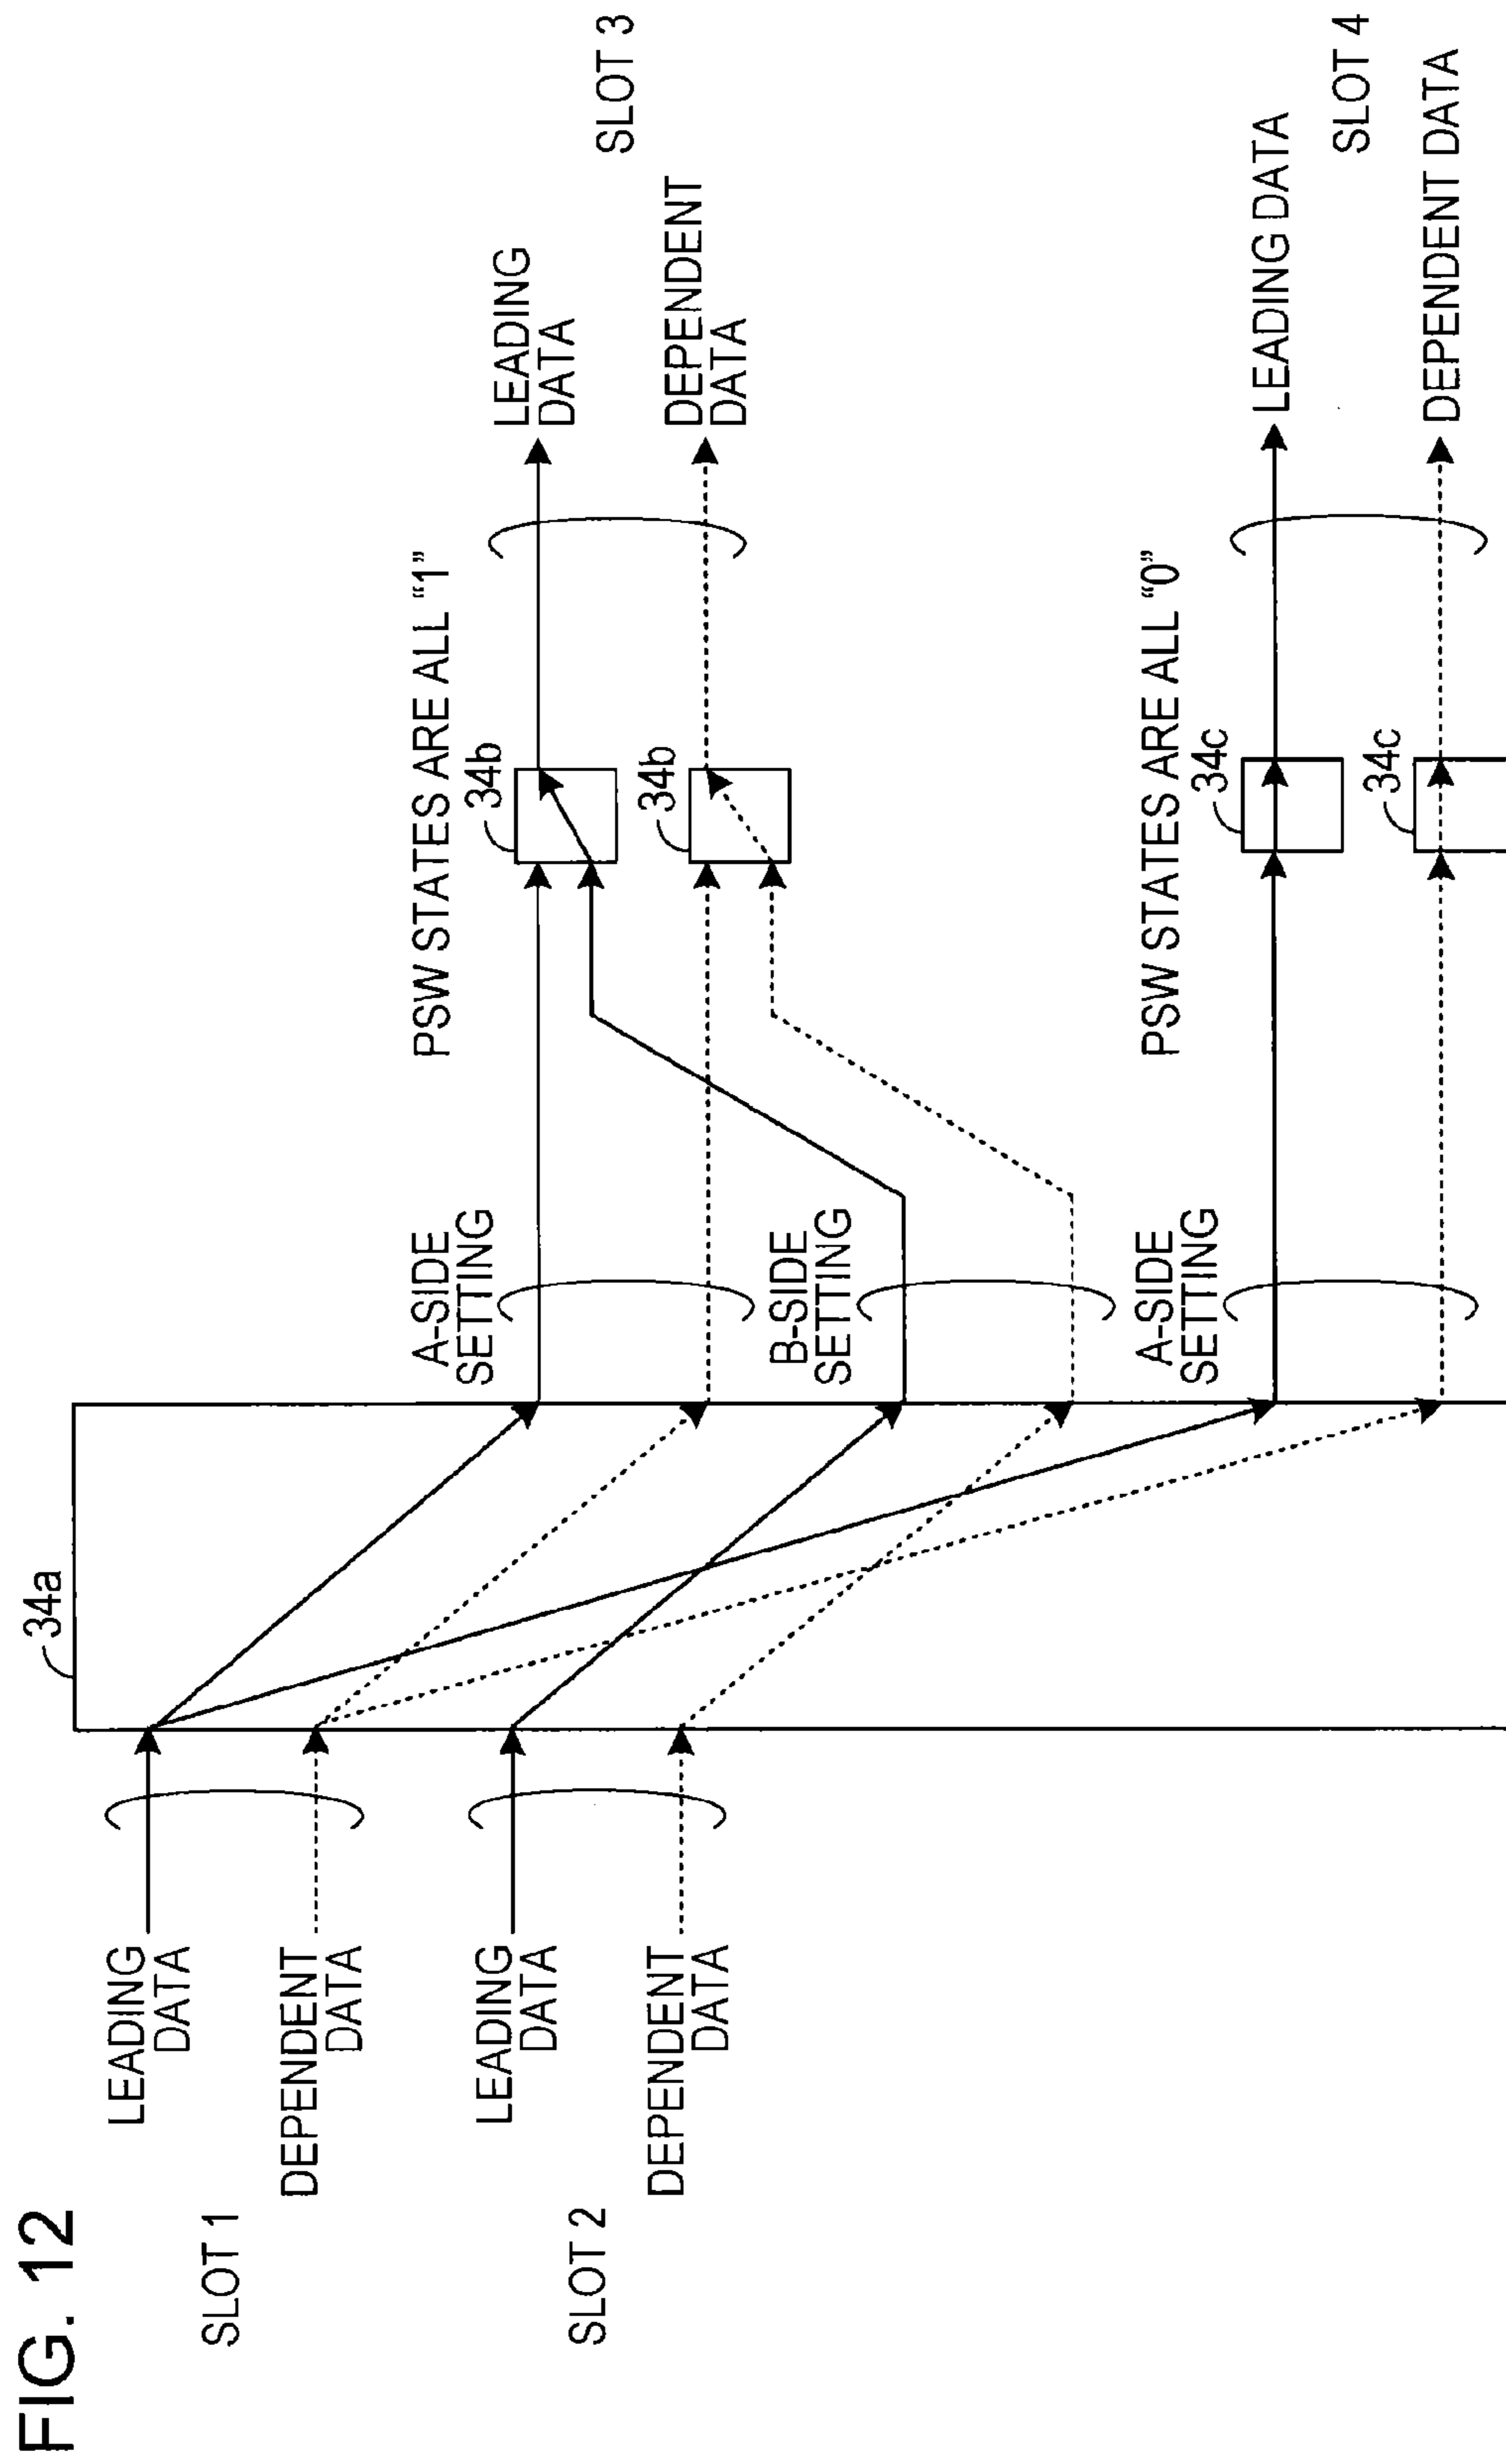 FIG. 12
34a
SLOT 1
LEADING
DATA
DEPENDENT
DATA
SLOT 2
LEADING
DATA
DEPENDENT
DATA
A-SIDE
SETTING
B-SIDE
SETTING
A-SIDE
SETTING
PSW STATES ARE ALL “1”
34b
34b
LEADING
DATA
DEPENDENT
DATA
SLOT 3
PSW STATES ARE ALL “0”
34c
34c
LEADING DATA
DEPENDENT DATA
SLOT 4